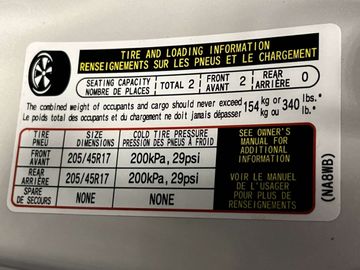 TIRE AND LOADING INFORMATION
RENSEIGNEMENTS SUR LES PNEUS ET LE CHARGEMENT
SEATING CAPACITY
NOMBRE DE PLACES
TOTAL 2
FRONT
AVANT
2
REAR
ARRIÈRE
0
The combined weight of occupants and cargo should never exceed
Le poids total des occupants et du chargement ne doit jamais dépasser
154 kg or ou 340 lbs. lb.
TIRE
PNEU
SIZE
DIMENSIONS
COLD TIRE PRESSURE
PRESSION DES PNEUS À FROID
FRONT
AVANT
205/45R17
200kPa, 29psi
REAR
ARRIÈRE
205/45R17
200kPa, 29psi
SPARE
DE SECOURS
NONE
NONE
SEE OWNER'S
MANUAL FOR
ADDITIONAL
INFORMATION
VOIR LE MANUEL
DE L'USAGER
POUR PLUS DE
RENSEIGNEMENTS
(NA8WB)